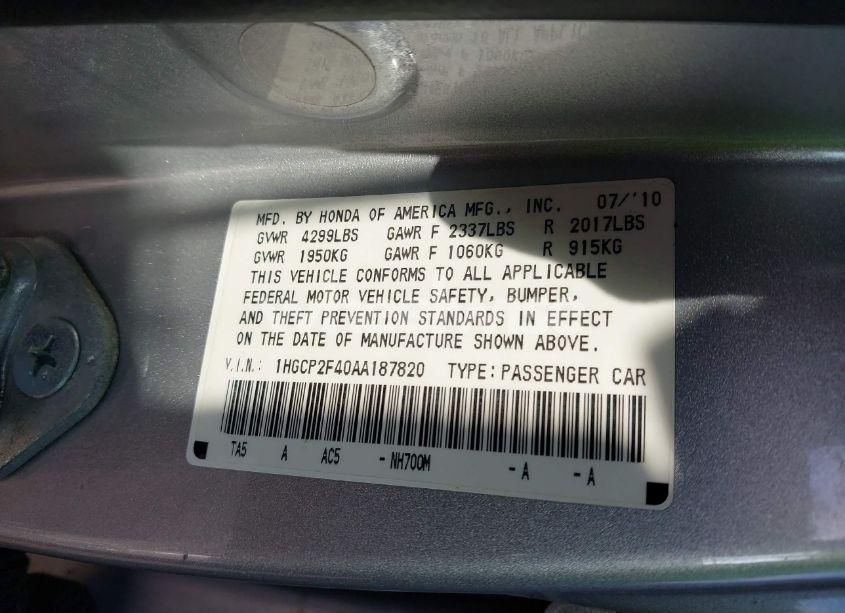 MFD. BY HONDA OF AMERICA MFG., INC. 07/'10
GVWR 4299LBS GAWR F 2337LBS R 2017LBS
GVWR 1950KG GAWR F 1060KG R 915KG
THIS VEHICLE CONFORMS TO ALL APPLICABLE
FEDERAL MOTOR VEHICLE SAFETY, BUMPER,
AND THEFT PREVENTION STANDARDS IN EFFECT
ON THE DATE OF MANUFACTURE SHOWN ABOVE.
V.I.N.: 1HGCP2F40AA187820 TYPE: PASSENGER CAR
TA5 A AC5 - NH700M - A - A